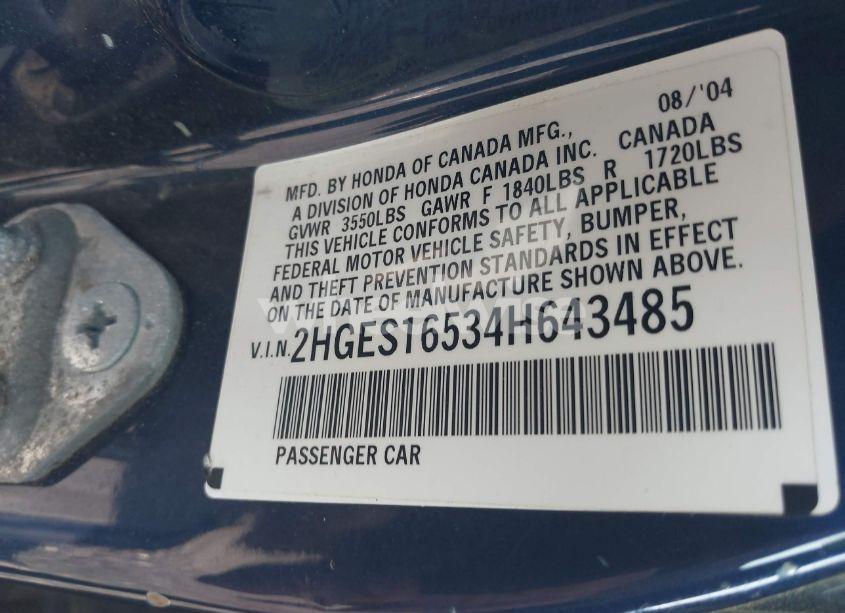 08/'04
MFD. BY HONDA OF CANADA MFG.,
A DIVISION OF HONDA CANADA INC. CANADA
GVWR 3550LBS GAWR F 1840LBS R 1720LBS
THIS VEHICLE CONFORMS TO ALL APPLICABLE
FEDERAL MOTOR VEHICLE SAFETY, BUMPER,
AND THEFT PREVENTION STANDARDS IN EFFECT
ON THE DATE OF MANUFACTURE SHOWN ABOVE.
V.I.N. 2HGES16534H643485
PASSENGER CAR